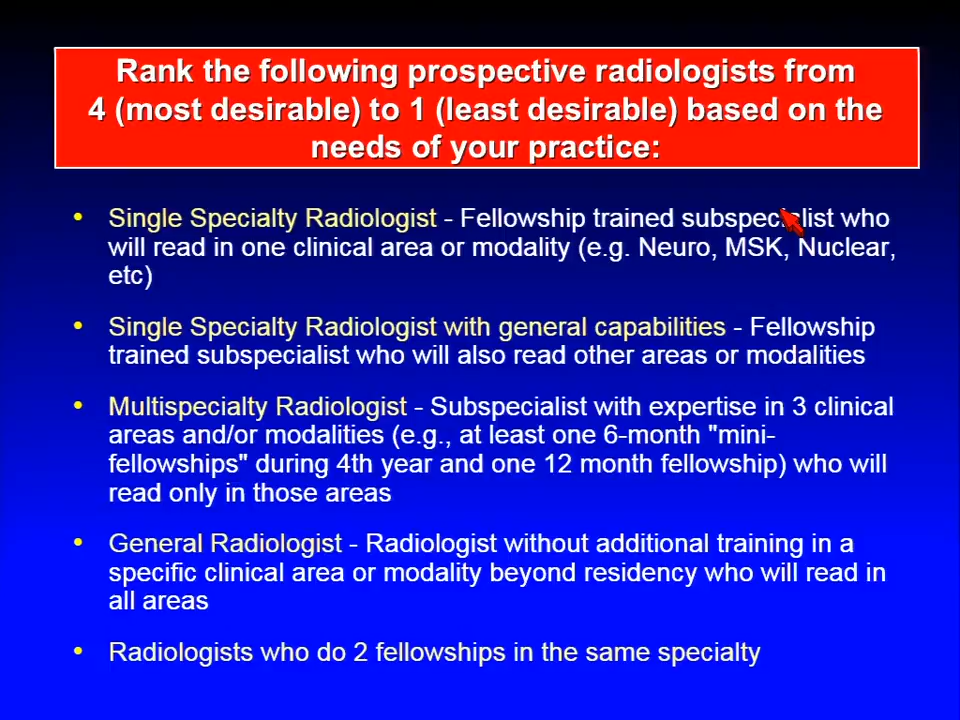 Rank the following prospective radiologists from
4 (most desirable) to 1 (least desirable) based on the
needs of your practice:
• Single Specialty Radiologist - Fellowship trained subspecialist who
will read in one clinical area or modality (e.g. Neuro, MSK, Nuclear,
etc)
• Single Specialty Radiologist with general capabilities - Fellowship
trained subspecialist who will also read other areas or modalities
• Multispecialty Radiologist - Subspecialist with expertise in 3 clinical
areas and/or modalities (e.g., at least one 6-month "mini-
fellowships" during 4th year and one 12 month fellowship) who will
read only in those areas
• General Radiologist - Radiologist without additional training in a
specific clinical area or modality beyond residency who will read in
all areas
• Radiologists who do 2 fellowships in the same specialty